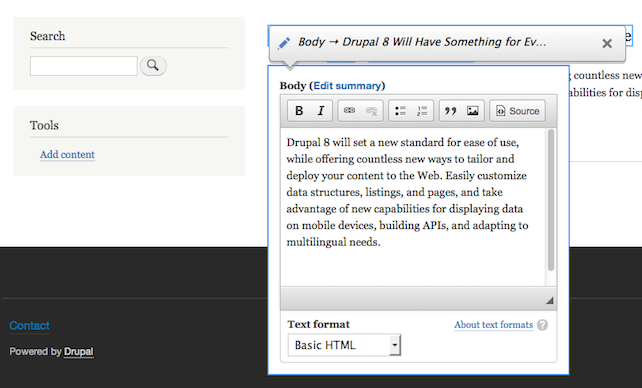 Search
Tools
Add content
Body → Drupal 8 Will Have Something for Ev...
countless new
abilities for disp
Body (Edit summary)
B I Source
Drupal 8 will set a new standard for ease of use,
while offering countless new ways to tailor and
deploy your content to the Web. Easily customize
data structures, listings, and pages, and take
advantage of new capabilities for displaying data
on mobile devices, building APIs, and adapting to
multilingual needs.
Text format
About text formats ?
Basic HTML
Contact
Powered by Drupal